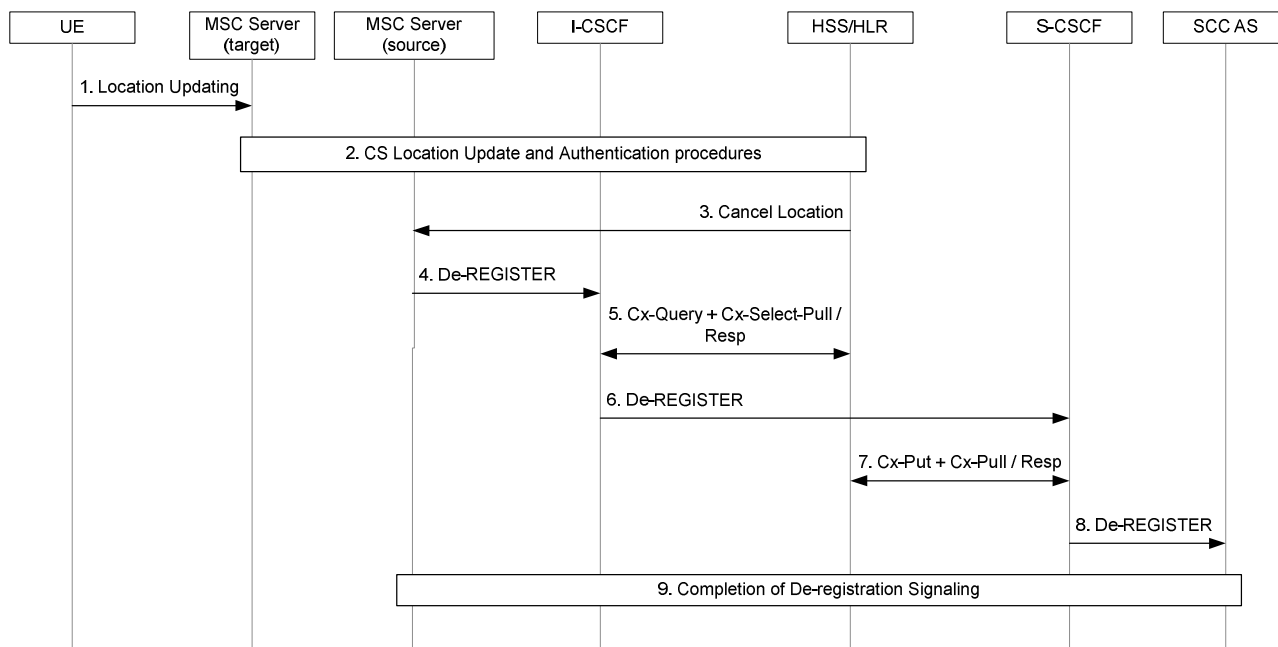 UE
MSC Server
(target)
MSC Server
(source)
I-CSCF
HSS/HLR
S-CSCF
SCC AS
1. Location Updating
2. CS Location Update and Authentication procedures
3. Cancel Location
4. De-REGISTER
5. Cx-Query + Cx-Select-Pull /
Resp
6. De-REGISTER
7. Cx-Put + Cx-Pull / Resp
8. De-REGISTER
9. Completion of De-registration Signaling